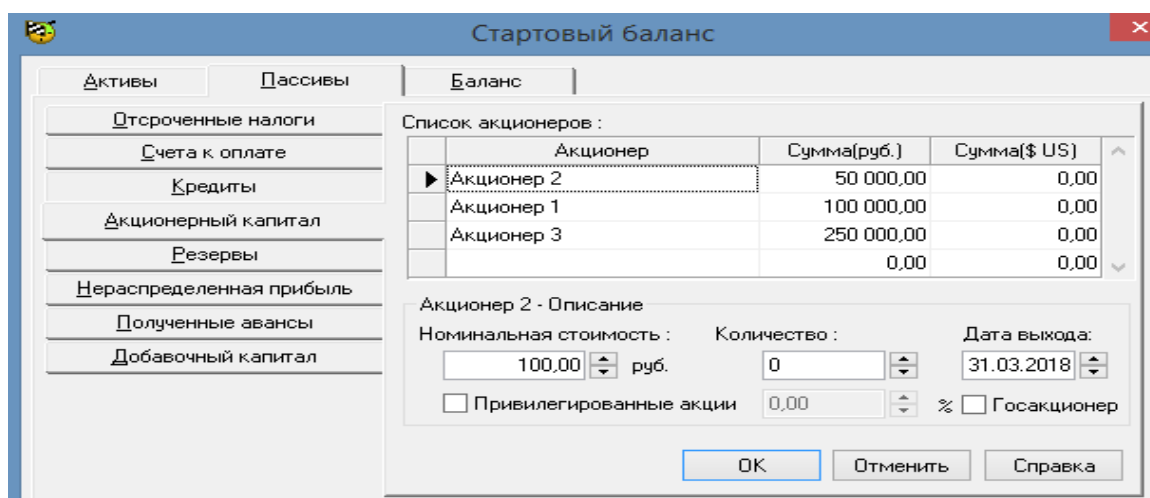 Стартовый баланс
Активы Пассивы Баланс
Отсроченные налоги
Счета к оплате
Кредиты
Акционерный капитал
Резервы
Нераспределенная прибыль
Полученные авансы
Добавочный капитал
Список акционеров :
Акционер Сумма(руб.) Сумма($ US)
Акционер 2 50 000,00 0,00
Акционер 1 100 000,00 0,00
Акционер 3 250 000,00 0,00
0,00 0,00
Акционер 2 - Описание
Номинальная стоимость : Количество : Дата выхода:
100,00 руб. 0 31.03.2018
Привилегированные акции 0,00 % Госакционер
OK Отменить Справка